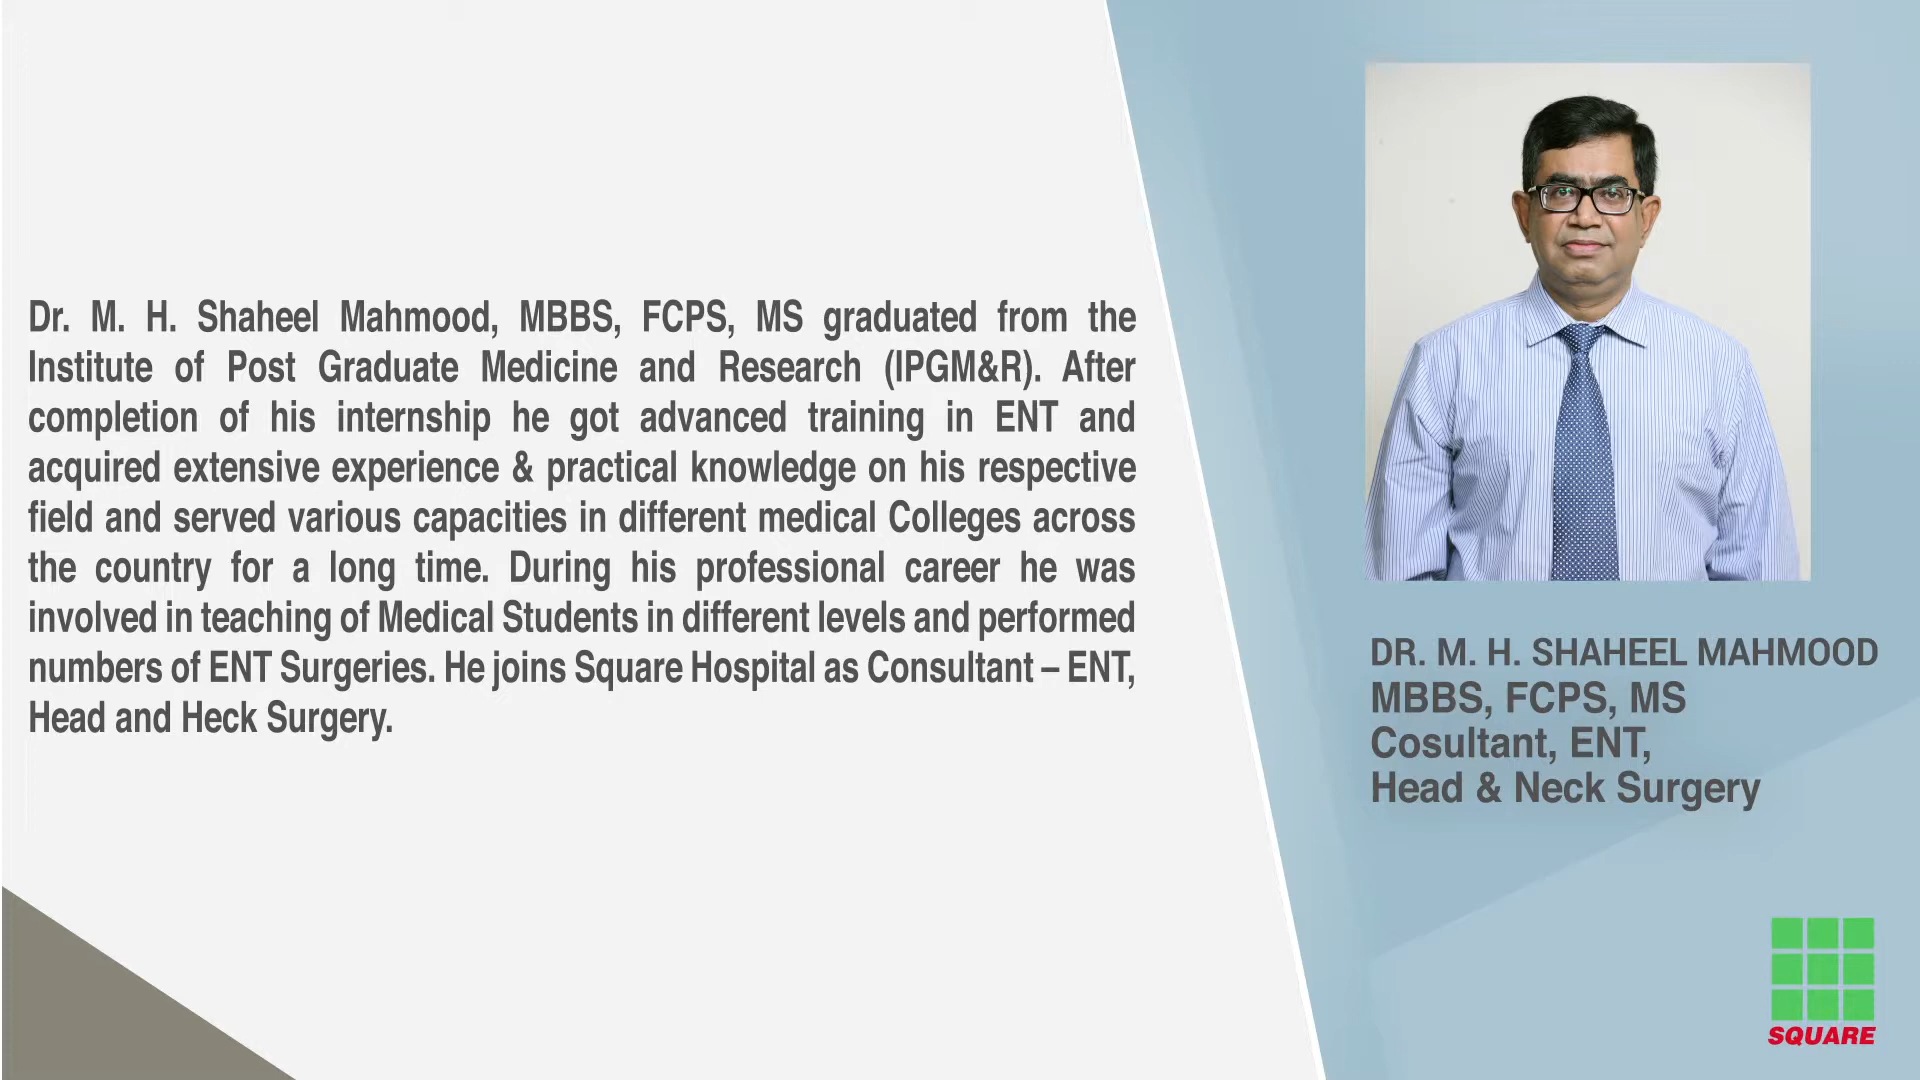 Dr. M. H. Shaheel Mahmood, MBBS, FCPS, MS graduated from the
Institute of Post Graduate Medicine and Research (IPGM&R). After
completion of his internship he got advanced training in ENT and
acquired extensive experience & practical knowledge on his respective
field and served various capacities in different medical Colleges across
the country for a long time. During his professional career he was
involved in teaching of Medical Students in different levels and performed
numbers of ENT Surgeries. He joins Square Hospital as Consultant – ENT,
Head and Heck Surgery.
DR. M. H. SHAHEEL MAHMOOD
MBBS, FCPS, MS
Cosultant, ENT,
Head & Neck Surgery
SQUARE